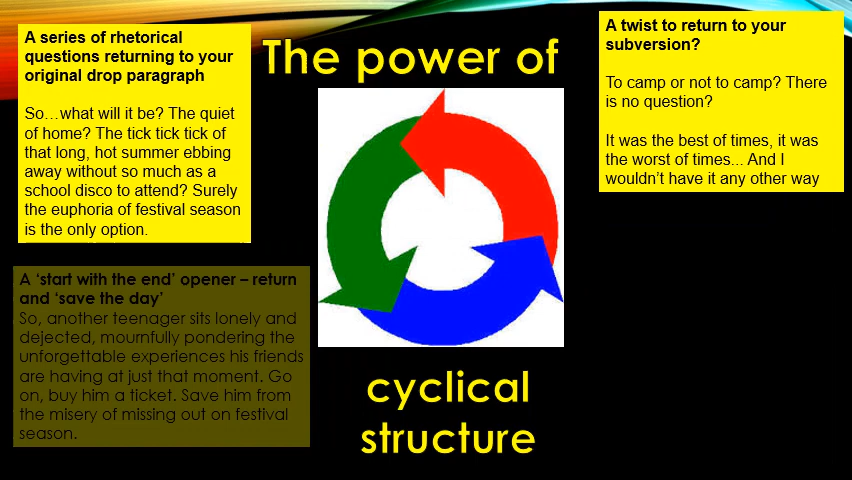 The power of
cyclical
structure
A series of rhetorical
questions returning to your
original drop paragraph
So…what will it be? The quiet
of home? The tick tick tick of
that long, hot summer ebbing
away without so much as a
school disco to attend? Surely
the euphoria of festival season
is the only option.
A ‘start with the end’ opener – return
and ‘save the day’
So, another teenager sits lonely and
dejected, mournfully pondering the
unforgettable experiences his friends
are having at just that moment. Go
on, buy him a ticket. Save him from
the misery of missing out on festival
season.
A twist to return to your
subversion?
To camp or not to camp? There
is no question?
It was the best of times, it was
the worst of times... And I
wouldn’t have it any other way